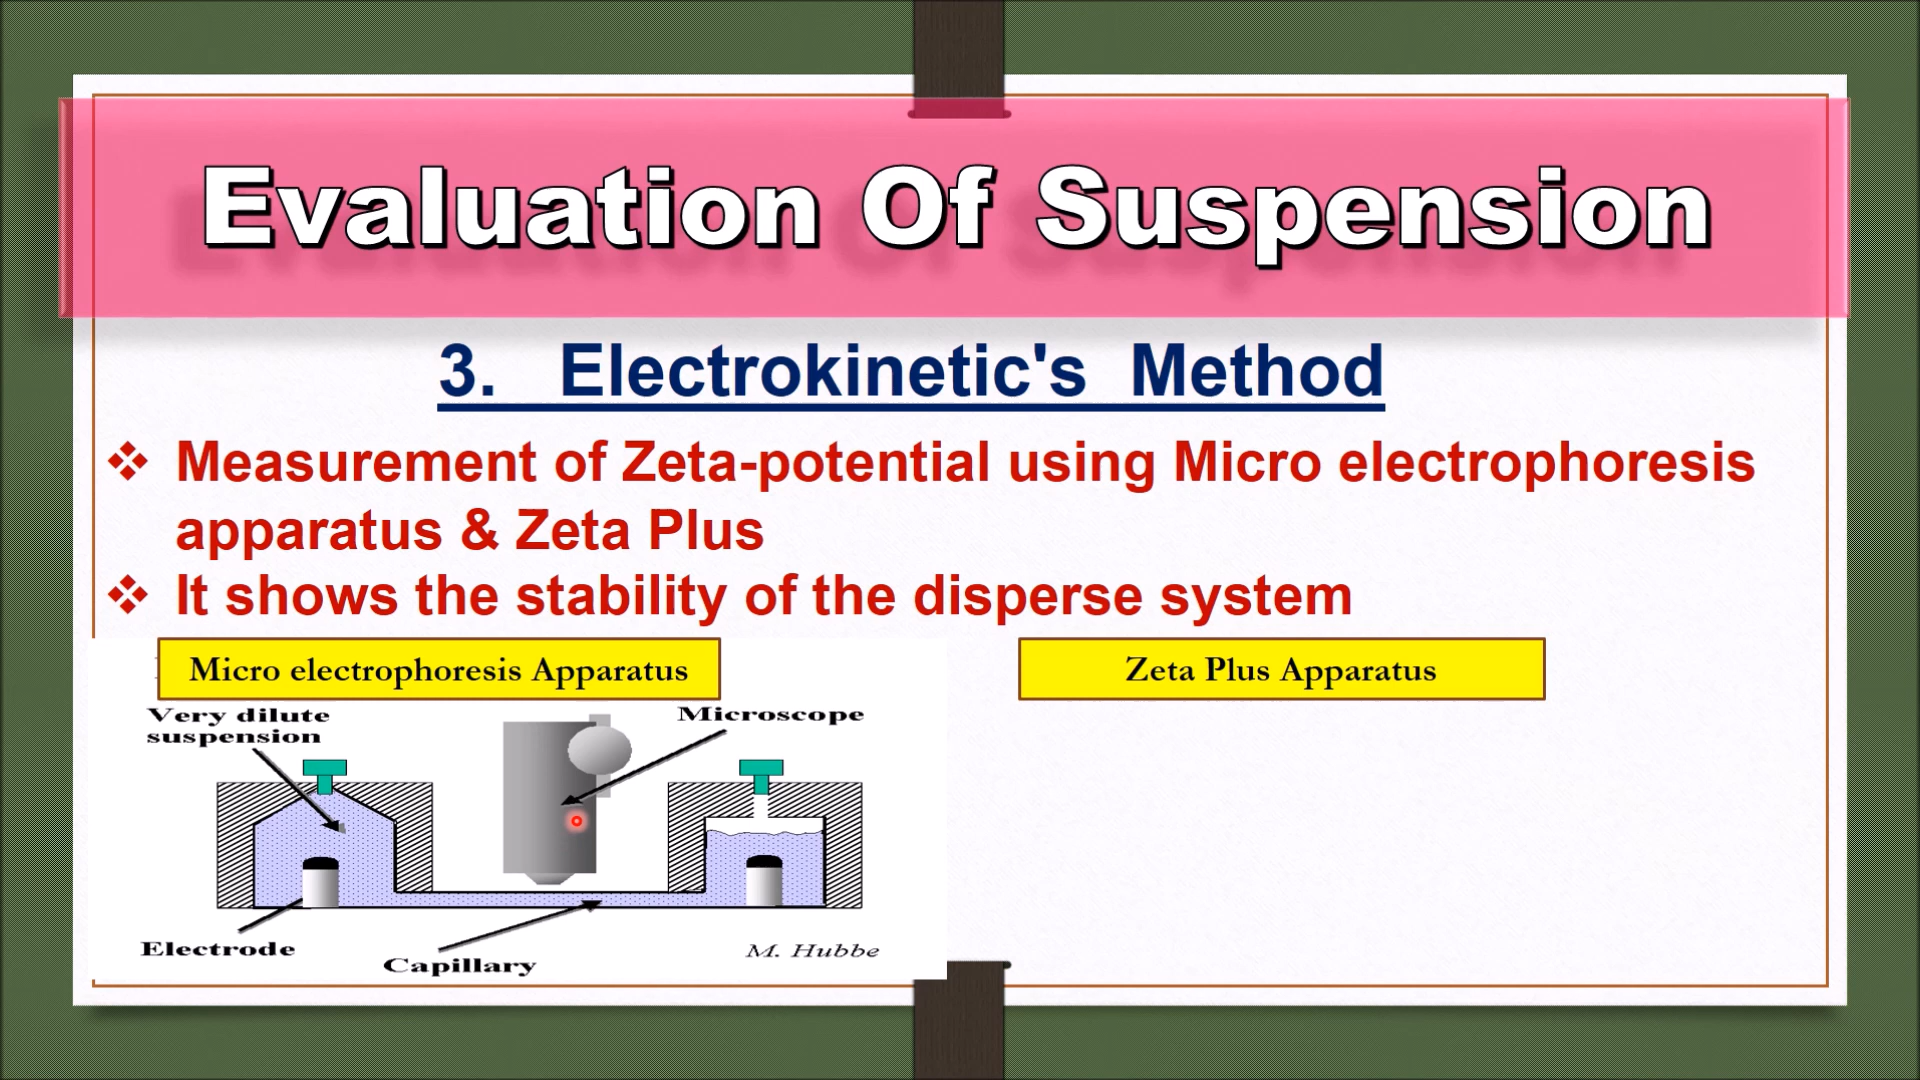 Evaluation Of Suspension
3. Electrokinetic's Method
❖ Measurement of Zeta-potential using Micro electrophoresis
apparatus & Zeta Plus
❖ It shows the stability of the disperse system
Micro electrophoresis Apparatus
Zeta Plus Apparatus
Very dilute
suspension
Microscope
Electrode
Capillary
M. Hubbe